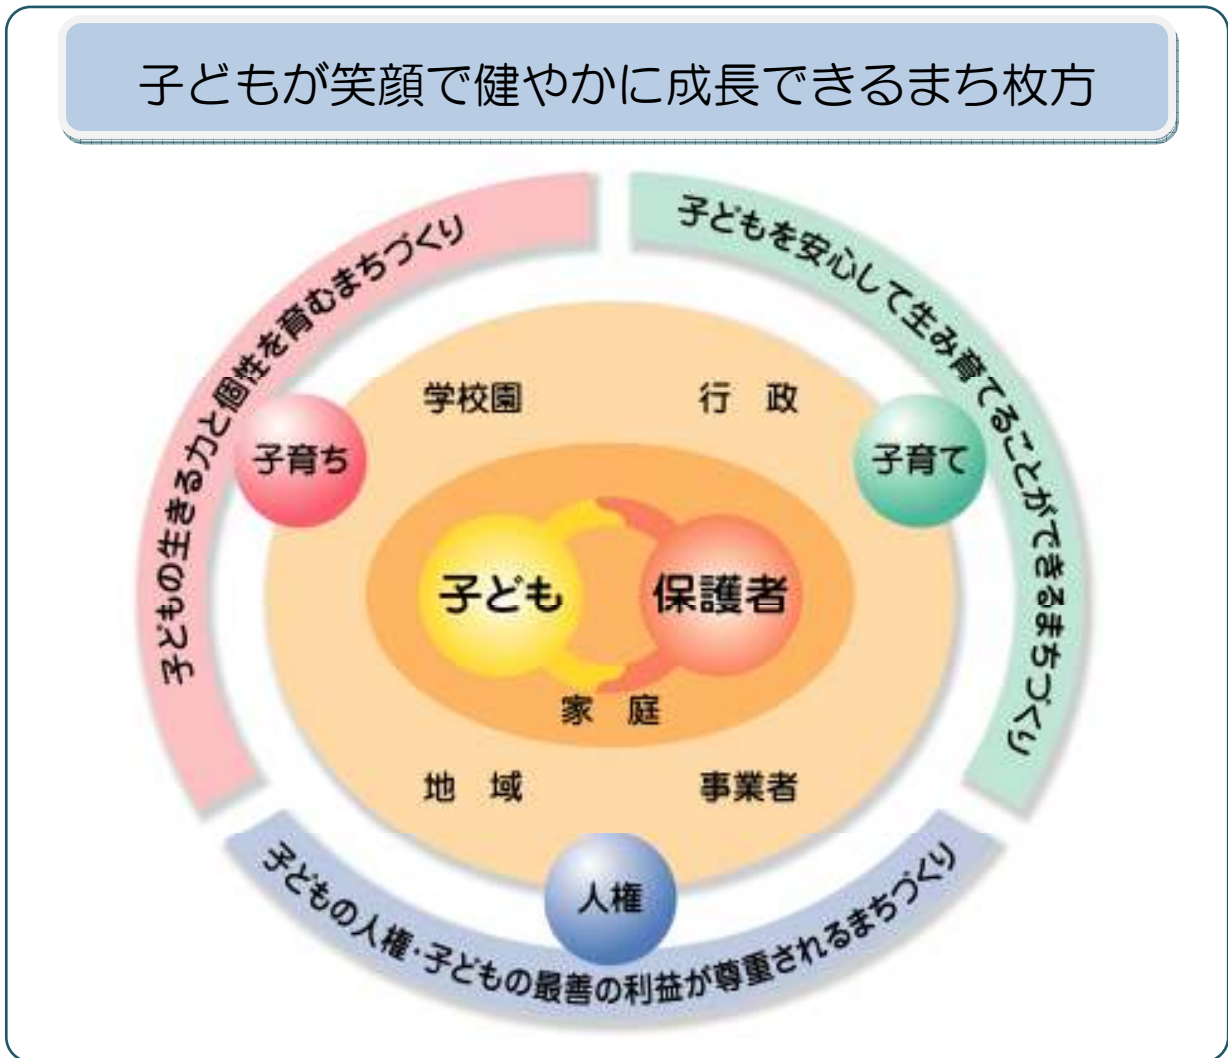 子どもが笑顔で健やかに成長できるまち枚方
子どもの生きる力と個性を育むまちづくり
子どもを安心して生み育てることができるまちづくり
学校園
行 政
子育ち
子育て
子ども
保護者
家 庭
地 域
事業者
人権
子どもの人権・子どもの最善の利益が尊重されるまちづくり